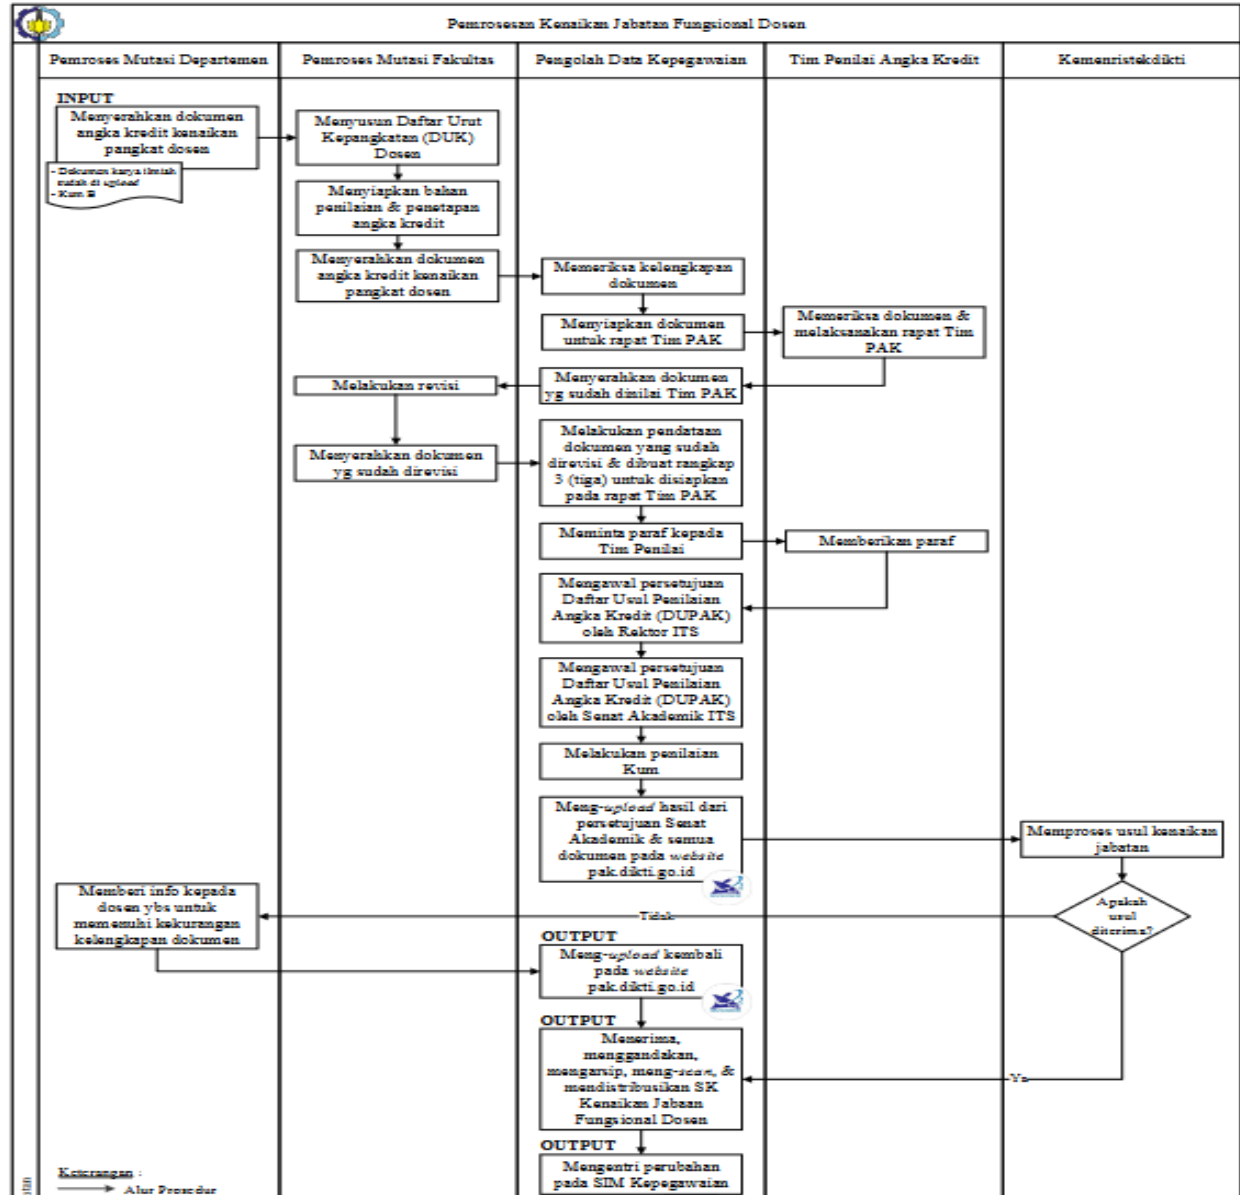 Pemrosesan Kenaikan Jabatan Fungsional Dosen
Pemroses Mutasi Departemen
Pemroses Mutasi Fakultas
Pengolah Data Kepegawaian
Tim Penilai Angka Kredit
Kemenristekdikti
INPUT
Menyerahkan dokumen
angka kredit kenaikan
pangkat dosen
- Dokumen karya ilmiah
sudah di upload
- Kum B
Menyusun Daftar Urut
Kepangkatan (DUK)
Dosen
Menyiapkan bahan
penilaian & penetapan
angka kredit
Menyerahkan dokumen
angka kredit kenaikan
pangkat dosen
Memeriksa kelengkapan
dokumen
Menyiapkan dokumen
untuk rapat Tim PAK
Memeriksa dokumen &
melaksanakan rapat Tim
PAK
Menyerahkan dokumen
yg sudah dinilai Tim PAK
Melakukan revisi
Menyerahkan dokumen
yg sudah direvisi
Melakukan pendataan
dokumen yang sudah
direvisi & dibuat rangkap
3 (tiga) untuk disiapkan
pada rapat Tim PAK
Meminta paraf kepada
Tim Penilai
Memberikan paraf
Mengawal persetujuan
Daftar Usul Penilaian
Angka Kredit (DUPAK)
oleh Rektor ITS
Mengawal persetujuan
Daftar Usul Penilaian
Angka Kredit (DUPAK)
oleh Senat Akademik ITS
Melakukan penilaian
Kum
Meng-upload hasil dari
persetujuan Senat
Akademik & semua
dokumen pada website
pak.dikti.go.id
Memproses usul kenaikan
jabatan
Apakah
usul
diterima?
Tidak
Memberi info kepada
dosen ybs untuk
memenuhi kekurangan
kelengkapan dokumen
OUTPUT
Meng-upload kembali
pada website
pak.dikti.go.id
OUTPUT
Menerima,
menggandakan,
mengarsip, meng-scan, &
mendistribusikan SK
Kenaikan Jabaan
Fungsional Dosen
Ya
OUTPUT
Mengentri perubahan
pada SIM Kepegawaian
Keterangan :
Alur Prosedur